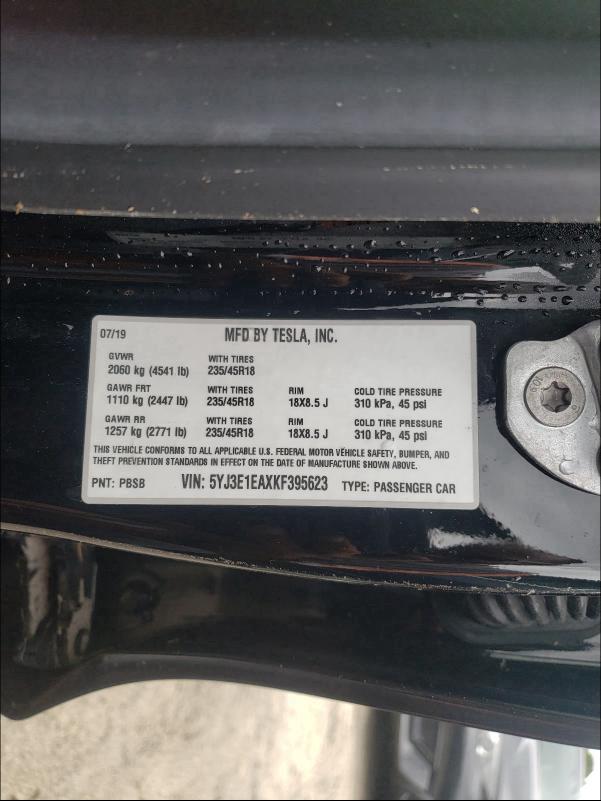 07/19 MFD BY TESLA, INC.
GVWR WITH TIRES
2060 kg (4541 lb) 235/45R18
GAWR FRT WITH TIRES RIM COLD TIRE PRESSURE
1110 kg (2447 lb) 235/45R18 18X8.5 J 310 kPa, 45 psi
GAWR RR WITH TIRES RIM COLD TIRE PRESSURE
1257 kg (2771 lb) 235/45R18 18X8.5 J 310 kPa, 45 psi
THIS VEHICLE CONFORMS TO ALL APPLICABLE U.S. FEDERAL MOTOR VEHICLE SAFETY, BUMPER, AND
THEFT PREVENTION STANDARDS IN EFFECT ON THE DATE OF MANUFACTURE SHOWN ABOVE.
PNT: PBSB VIN: 5YJ3E1EAXKF395623 TYPE: PASSENGER CAR